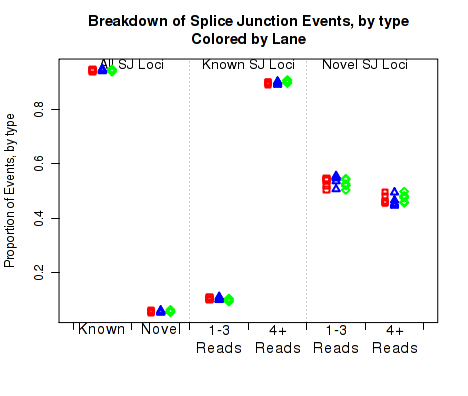 Breakdown of Splice Junction Events, by type
Colored by Lane
All SJ Loci Known SJ Loci Novel SJ Loci
Proportion of Events, by type
0.8
0.6
0.4
0.2
Known Novel 1-3 4+ 1-3 4+
Reads Reads Reads Reads